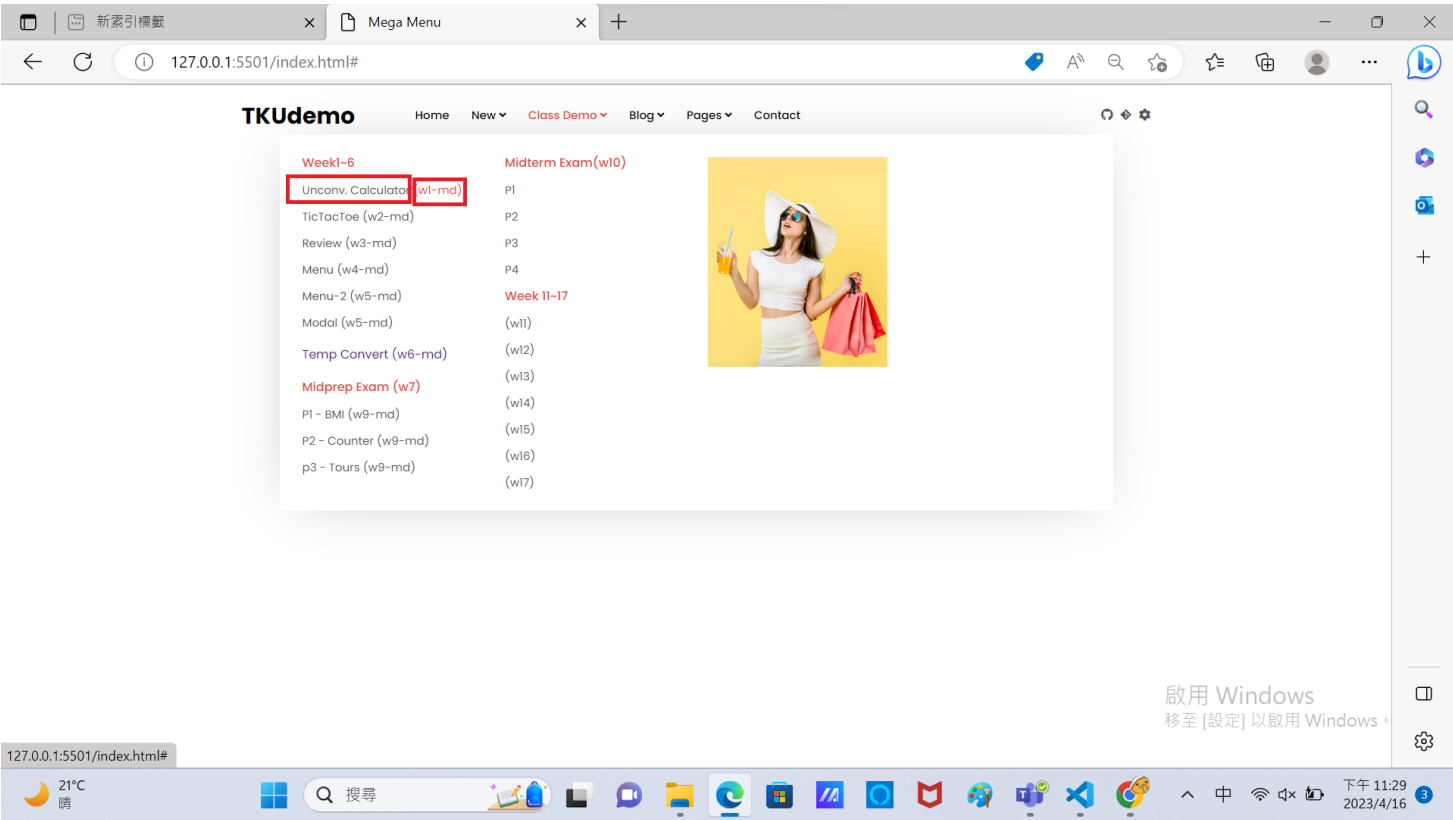 新索引標籤
Mega Menu
127.0.0.1:5501/index.html#
TKUdemo Home New Class Demo Blog Pages Contact
Week1~6
Unconv. Calculator (w1-md)
TicTacToe (w2-md)
Review (w3-md)
Menu (w4-md)
Menu-2 (w5-md)
Modal (w5-md)
Temp Convert (w6-md)
Midprep Exam (w7)
P1 - BMI (w9-md)
P2 - Counter (w9-md)
p3 - Tours (w9-md)
Midterm Exam(w10)
P1
P2
P3
P4
Week 11~17
(w11)
(w12)
(w13)
(w14)
(w15)
(w16)
(w17)
啟用 Windows
移至 [設定] 以啟用 Windows。
127.0.0.1:5501/index.html#
21°C
晴
搜尋
中
下午 11:29
2023/4/16
3